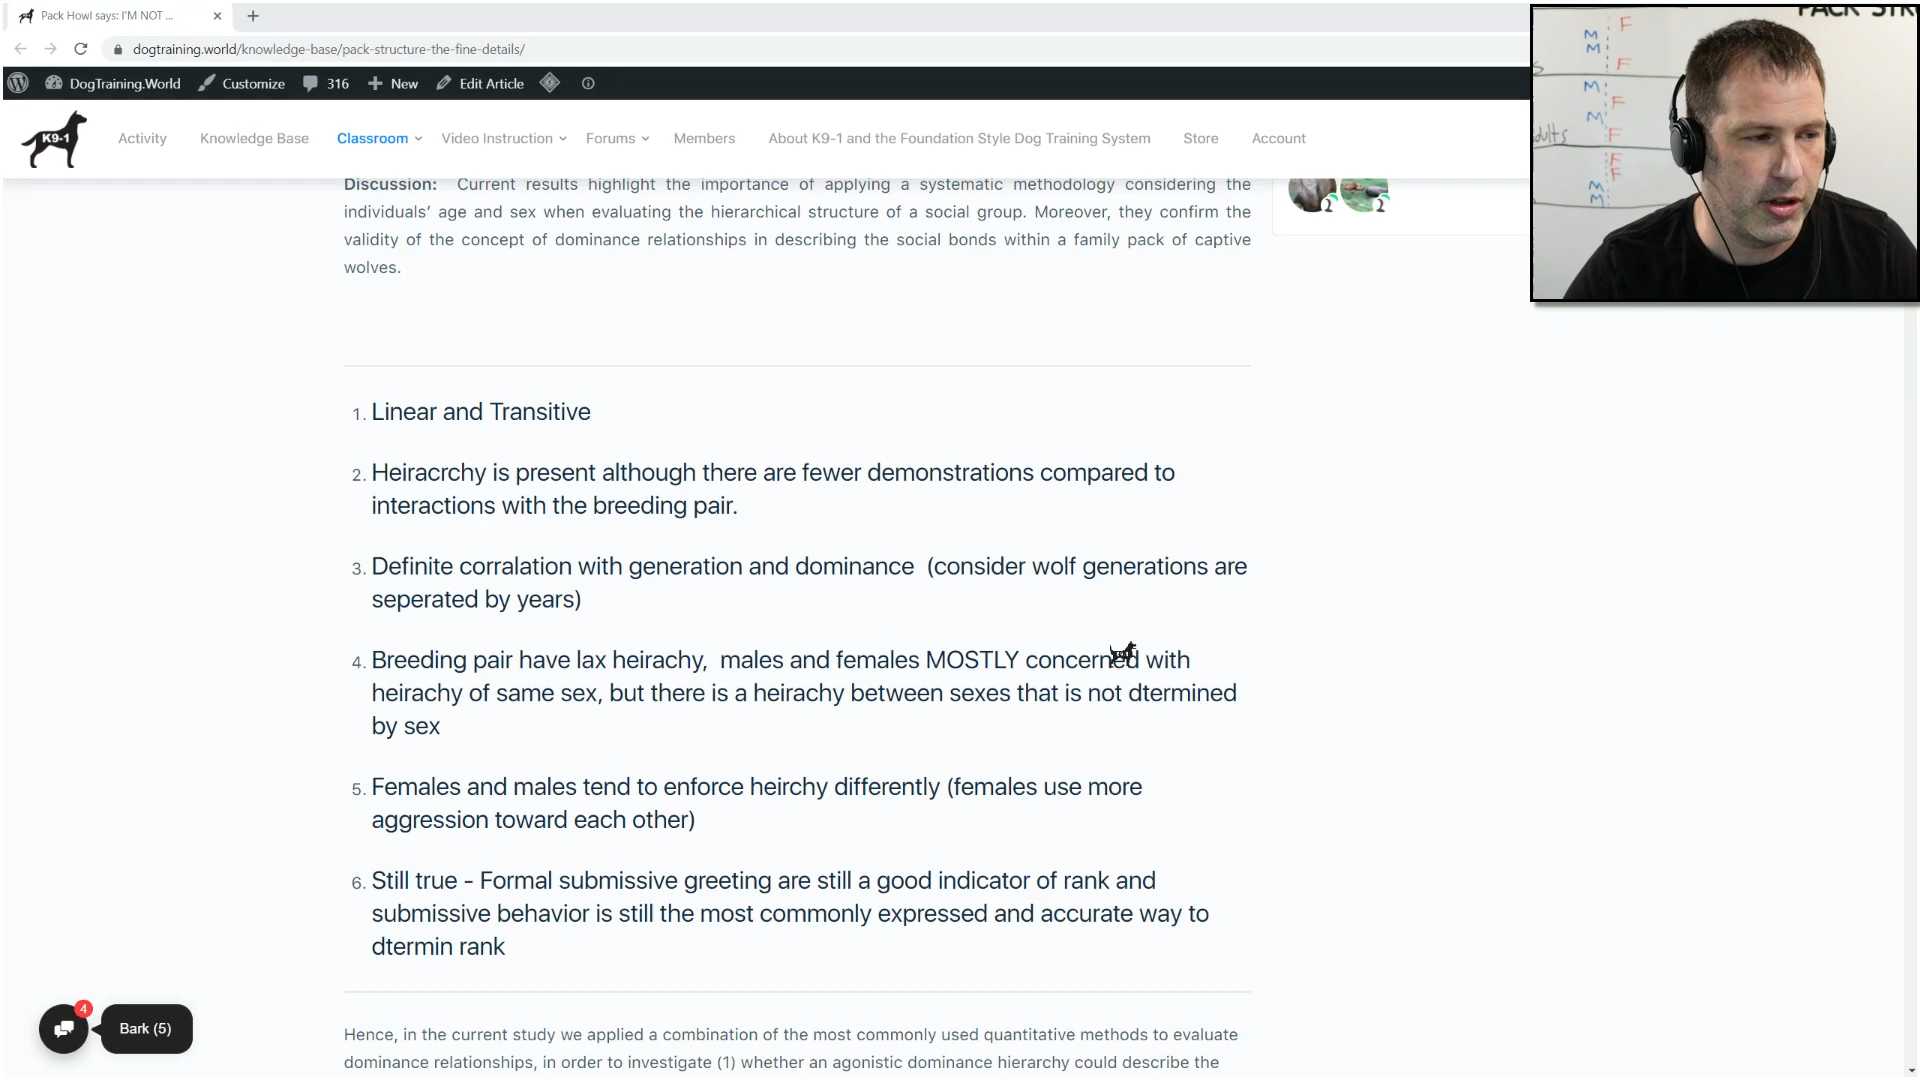 Pack Howl says: I'M NOT ...
dogtraining.world/knowledge-base/pack-structure-the-fine-details/
DogTraining.World Customize 316 New Edit Article
K9-1
Activity Knowledge Base Classroom Video Instruction Forums Members About K9-1 and the Foundation Style Dog Training System Store Account
Discussion: Current results highlight the importance of applying a systematic methodology considering the
individuals’ age and sex when evaluating the hierarchical structure of a social group. Moreover, they confirm the
validity of the concept of dominance relationships in describing the social bonds within a family pack of captive
wolves.
1. Linear and Transitive
2. Heiracrchy is present although there are fewer demonstrations compared to
interactions with the breeding pair.
3. Definite corralation with generation and dominance (consider wolf generations are
seperated by years)
4. Breeding pair have lax heirachy, males and females MOSTLY concerned with
heirachy of same sex, but there is a heirachy between sexes that is not dtermined
by sex
5. Females and males tend to enforce heirchy differently (females use more
aggression toward each other)
6. Still true - Formal submissive greeting are still a good indicator of rank and
submissive behavior is still the most commonly expressed and accurate way to
dtermin rank
Hence, in the current study we applied a combination of the most commonly used quantitative methods to evaluate
dominance relationships, in order to investigate (1) whether an agonistic dominance hierarchy could describe the
4
Bark (5)
PACK
F
M
M
F
M
F
M
F
F
F
M
M